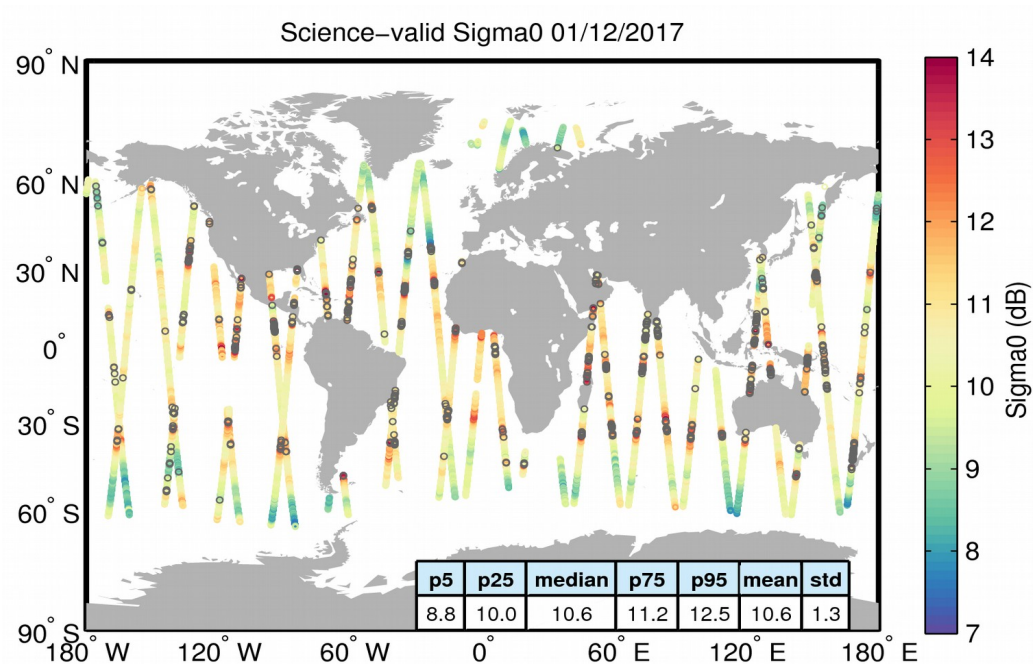 Science−valid Sigma0 01/12/2017
90° N
60° N
30° N
0°
30° S
60° S
90° S
180° W
120° W
60° W
0°
60° E
120° E
180° E
p5 p25 median p75 p95 mean std
8.8 10.0 10.6 11.2 12.5 10.6 1.3
14
13
12
11
10
9
8
7
Sigma0 (dB)